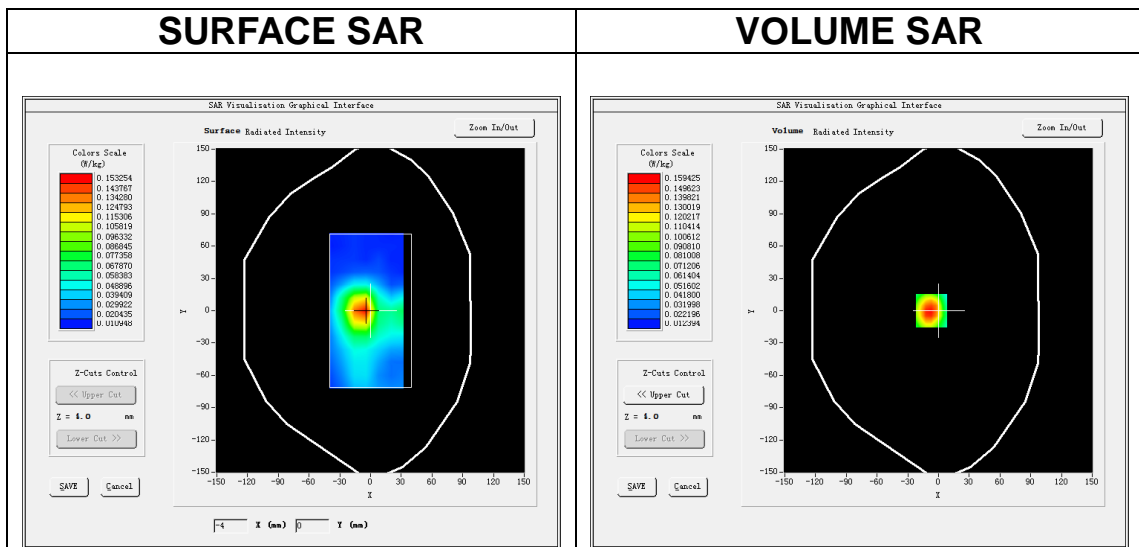 SURFACE SAR
VOLUME SAR
SAR Visualisation Graphical Interface
Surface Radiated Intensity
Zoom In/Out
Colors Scale
(W/kg)
0.153254
0.143767
0.134280
0.124793
0.115306
0.105819
0.096332
0.086845
0.077358
0.067870
0.058383
0.048896
0.039409
0.029922
0.020435
0.010948
Z-Cuts Control
<< Upper Cut
Z = 4.0 mm
Lower Cut >>
SAVE
Cancel
150
120
90
60
30
0
-30
-60
-90
-120
-150
Y
-150 -120 -90 -60 -30 0 30 60 90 120 150
X
-4 X (mm) 0 Y (mm)
SAR Visualisation Graphical Interface
Volume Radiated Intensity
Zoom In/Out
Colors Scale
(W/kg)
0.159425
0.149623
0.139821
0.130019
0.120217
0.110414
0.100612
0.090810
0.081008
0.071206
0.061404
0.051602
0.041800
0.031998
0.022196
0.012394
Z-Cuts Control
<< Upper Cut
Z = 4.0 mm
Lower Cut >>
SAVE
Cancel
150
120
90
60
30
0
-30
-60
-90
-120
-150
Y
-150 -120 -90 -60 -30 0 30 60 90 120 150
X